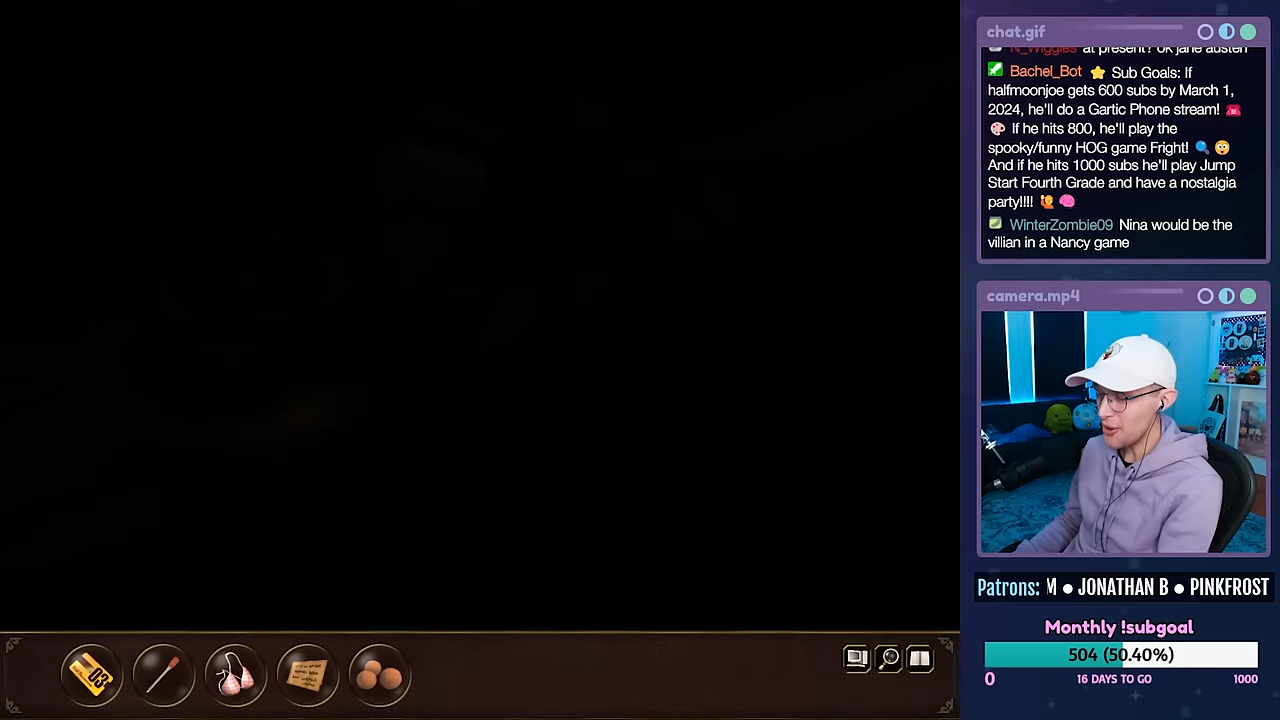 chat.gif
N_Wiggles at present? ok jane austen
Bachel_Bot ⭐ Sub Goals: If
halfmoonjoe gets 600 subs by March 1,
2024, he'll do a Gartic Phone stream! ☎️
🎨 If he hits 800, he'll play the
spooky/funny HOG game Fright! 🔍 😳
And if he hits 1000 subs he'll play Jump
Start Fourth Grade and have a nostalgia
party!!!! 🙋 🧠
WinterZombie09 Nina would be the
villian in a Nancy game
camera.mp4
Patrons: M ● JONATHAN B ● PINKFROST
Monthly !subgoal
504 (50.40%)
0 16 DAYS TO GO 1000
03